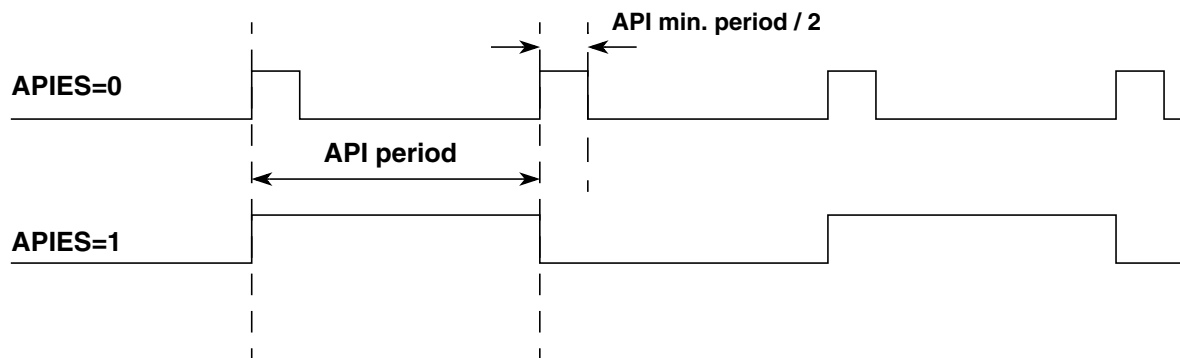 API min. period / 2
APIES=0
API period
APIES=1